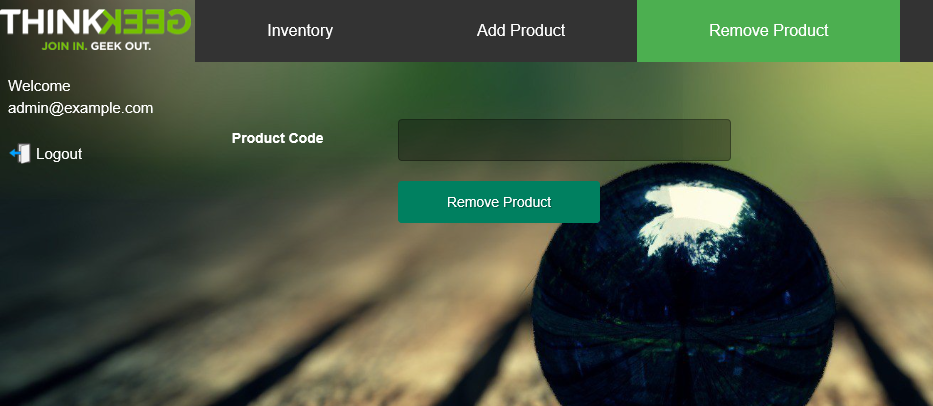 THINKGEEK
JOIN IN. GEEK OUT.
Inventory
Add Product
Remove Product
Welcome
admin@example.com
Logout
Product Code
Remove Product